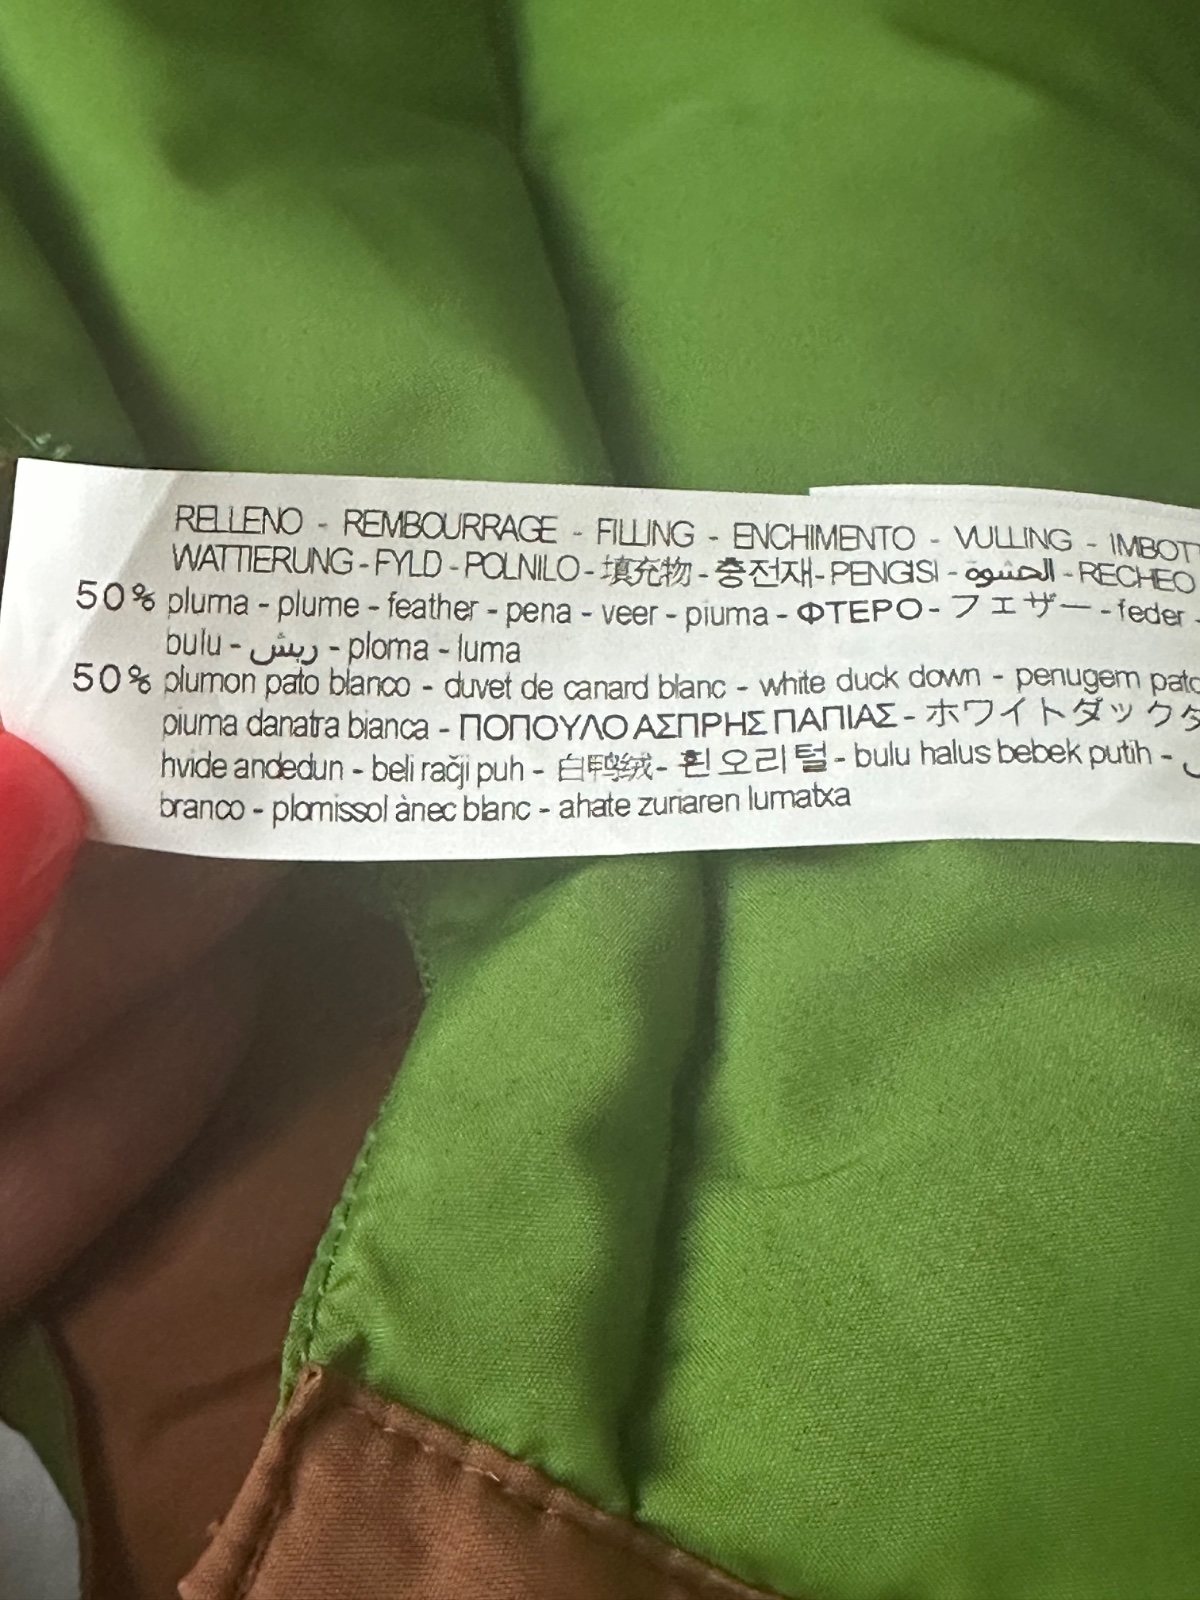 RELLENO - REMBOURRAGE - FILLING - ENCHIMENTO - VULLING - IMBOTT
WATTIERUNG - FYLD - POLNILO - 填充物 - 충전재 - PENGISI - الحشوة - RECHEO
50% pluma - plume - feather - pena - veer - piuma - ΦΤΕΡΟ - フェザー - feder -
bulu - ريش - ploma - luma
50% plumon pato blanco - duvet de canard blanc - white duck down - penugem pato
piuma danatra bianca - ΠΟΠΟΥΛΟ ΑΣΠΡΗΣ ΠΑΠΙΑΣ - ホワイトダック
hvide andedun - beli račji puh - 白鸭绒 - 흰 오리 털 - bulu halus bebek putih -
branco - plomissol ànec blanc - ahate zuriaren lumatxa